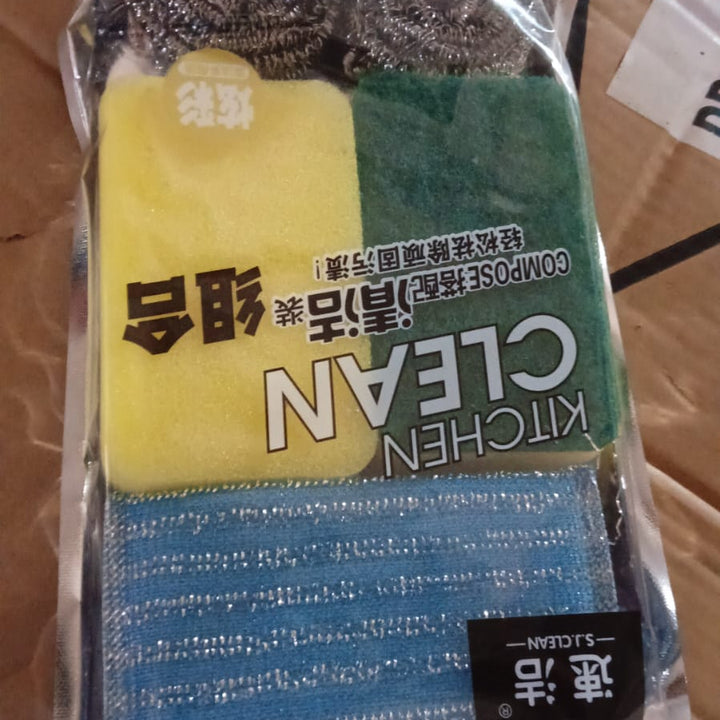 速洁®
—S.J.CLEAN—
KITCHEN
CLEAN
COMPOSE搭配清洁装组合
轻松祛除顽固污渍！
炫彩